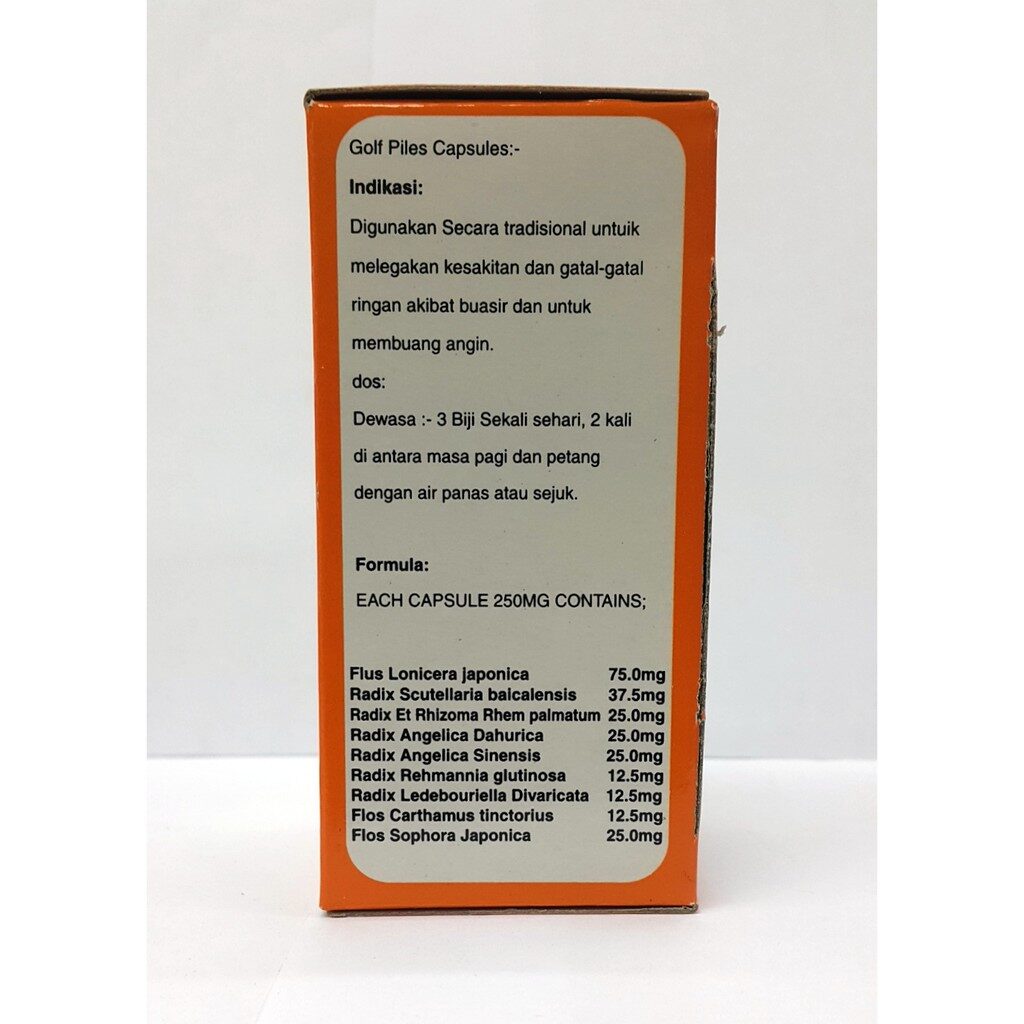 Golf Piles Capsules:-
Indikasi:
Digunakan Secara tradisional untuik
melegakan kesakitan dan gatal-gatal
ringan akibat buasir dan untuk
membuang angin.
dos:
Dewasa :- 3 Biji Sekali sehari, 2 kali
di antara masa pagi dan petang
dengan air panas atau sejuk.
Formula:
EACH CAPSULE 250MG CONTAINS;
Flus Lonicera japonica 75.0mg
Radix Scutellaria baicalensis 37.5mg
Radix Et Rhizoma Rhem palmatum 25.0mg
Radix Angelica Dahurica 25.0mg
Radix Angelica Sinensis 25.0mg
Radix Rehmannia glutinosa 12.5mg
Radix Ledebouriella Divaricata 12.5mg
Flos Carthamus tinctorius 12.5mg
Flos Sophora Japonica 25.0mg